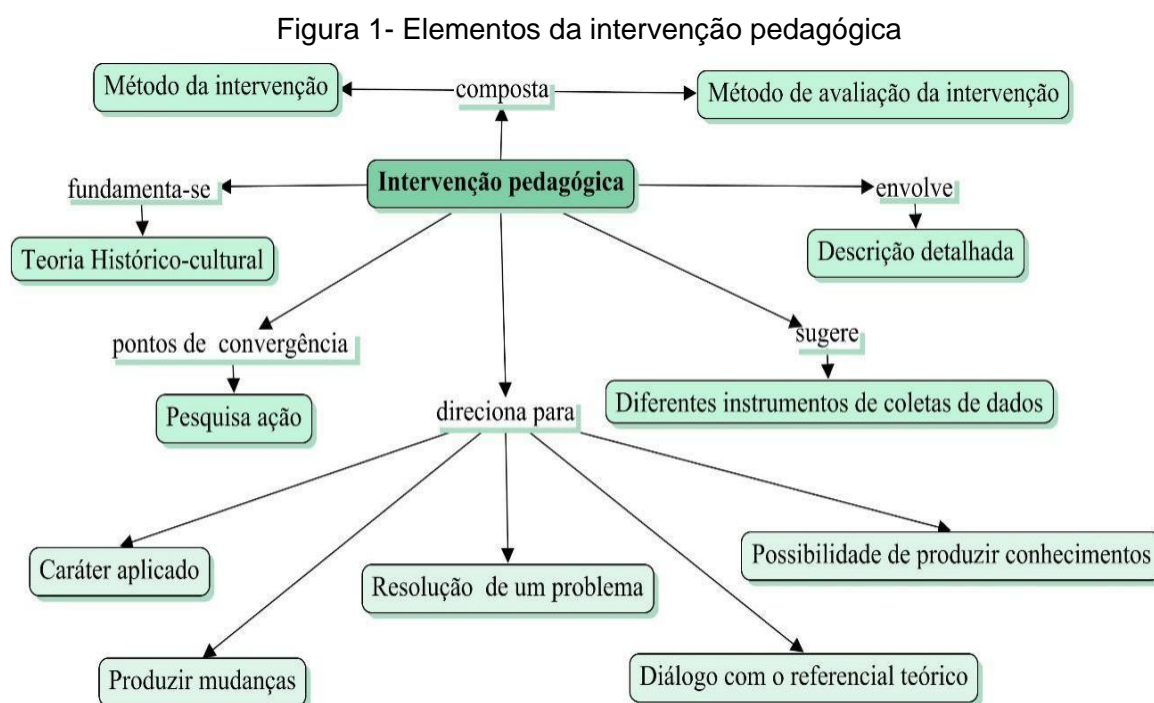 Figura 1- Elementos da intervenção pedagógica
Método da intervenção
composta
Método de avaliação da intervenção
Intervenção pedagógica
fundamenta-se
envolve
Teoria Histórico-cultural
Descrição detalhada
pontos de convergência
sugere
Pesquisa ação
direciona para
Diferentes instrumentos de coletas de dados
Caráter aplicado
Resolução de um problema
Possibilidade de produzir conhecimentos
Produzir mudanças
Diálogo com o referencial teórico